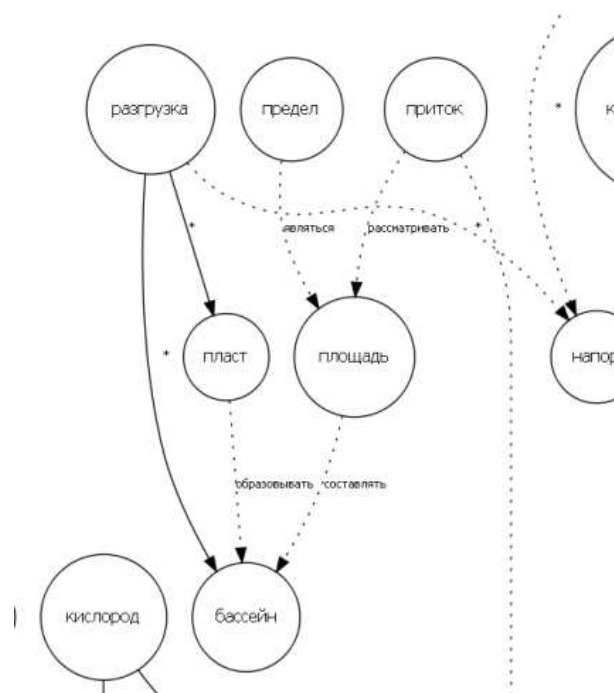 разгрузка
предел
приток
*
*
являться
рассматривать
*
пласт
площадь
*
образовывать
составлять
кислород
бассейн